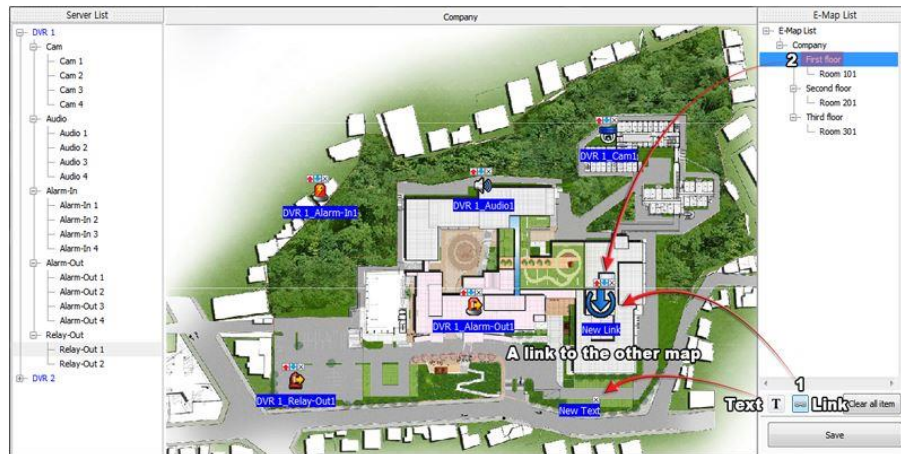 Server List
DVR 1
Cam
Cam 1
Cam 2
Cam 3
Cam 4
Audio
Audio 1
Audio 2
Audio 3
Audio 4
Alarm-In
Alarm-In 1
Alarm-In 2
Alarm-In 3
Alarm-In 4
Alarm-Out
Alarm-Out 1
Alarm-Out 2
Alarm-Out 3
Alarm-Out 4
Relay-Out
Relay-Out 1
Relay-Out 2
DVR 2
Company
DVR 1_Cam1
DVR 1_Audio1
DVR 1_Alarm-In1
New Link
DVR 1_Alarm-Out1
A link to the other map
DVR 1_Relay-Out1
New Text
E-Map List
E-Map List
Company
2 First floor
Room 101
Second floor
Room 201
Third floor
Room 301
1
Text T Link Clear all item
Save